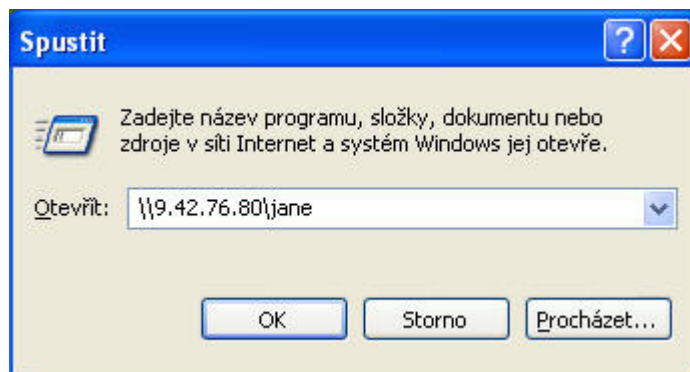 Spustit
Zadejte název programu, složky, dokumentu nebo
zdroje v síti Internet a systém Windows jej otevře.
Otevřít: \\9.42.76.80\jane
OK Storno Procházet...